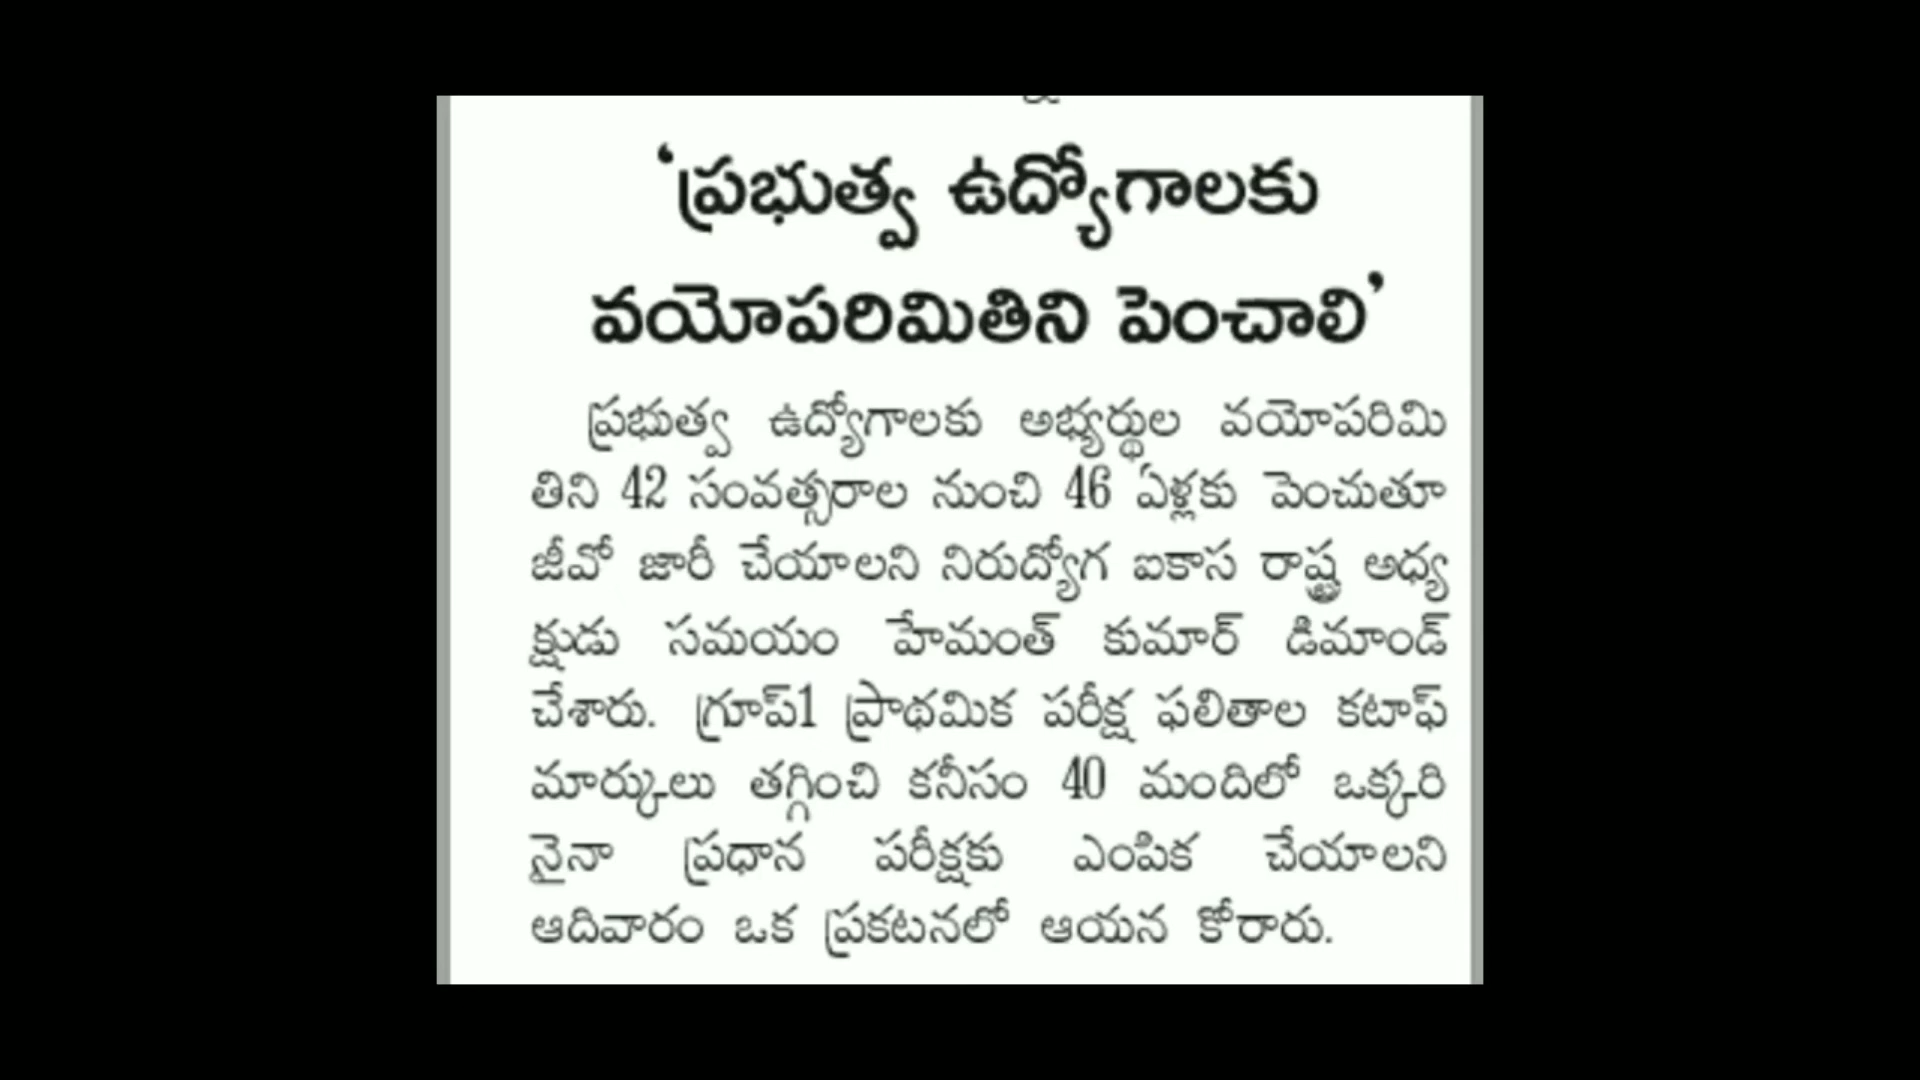 ‘ప్రభుత్వ ఉద్యోగాలకు
వయోపరిమితిని పెంచాలి’
ప్రభుత్వ ఉద్యోగాలకు అభ్యర్థుల వయోపరిమి
తిని 42 సంవత్సరాల నుంచి 46 ఏళ్లకు పెంచుతూ
జీవో జారీ చేయాలని నిరుద్యోగ ఐకాస రాష్ట్ర అధ్య
క్షుడు సమయం హేమంత్ కుమార్ డిమాండ్
చేశారు. గ్రూప్1 ప్రాథమిక పరీక్ష ఫలితాల కటాఫ్
మార్కులు తగ్గించి కనీసం 40 మందిలో ఒక్కరి
నైనా ప్రధాన పరీక్షకు ఎంపిక చేయాలని
ఆదివారం ఒక ప్రకటనలో ఆయన కోరారు.